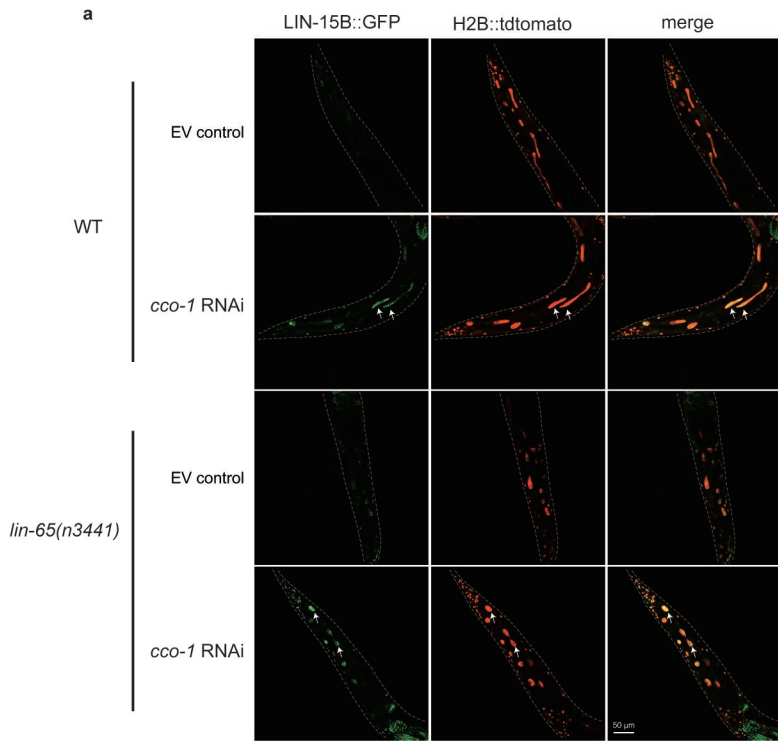 a
LIN-15B::GFP H2B::tdtomato merge
EV control
WT
cco-1 RNAi
EV control
lin-65(n3441)
cco-1 RNAi
50 μm